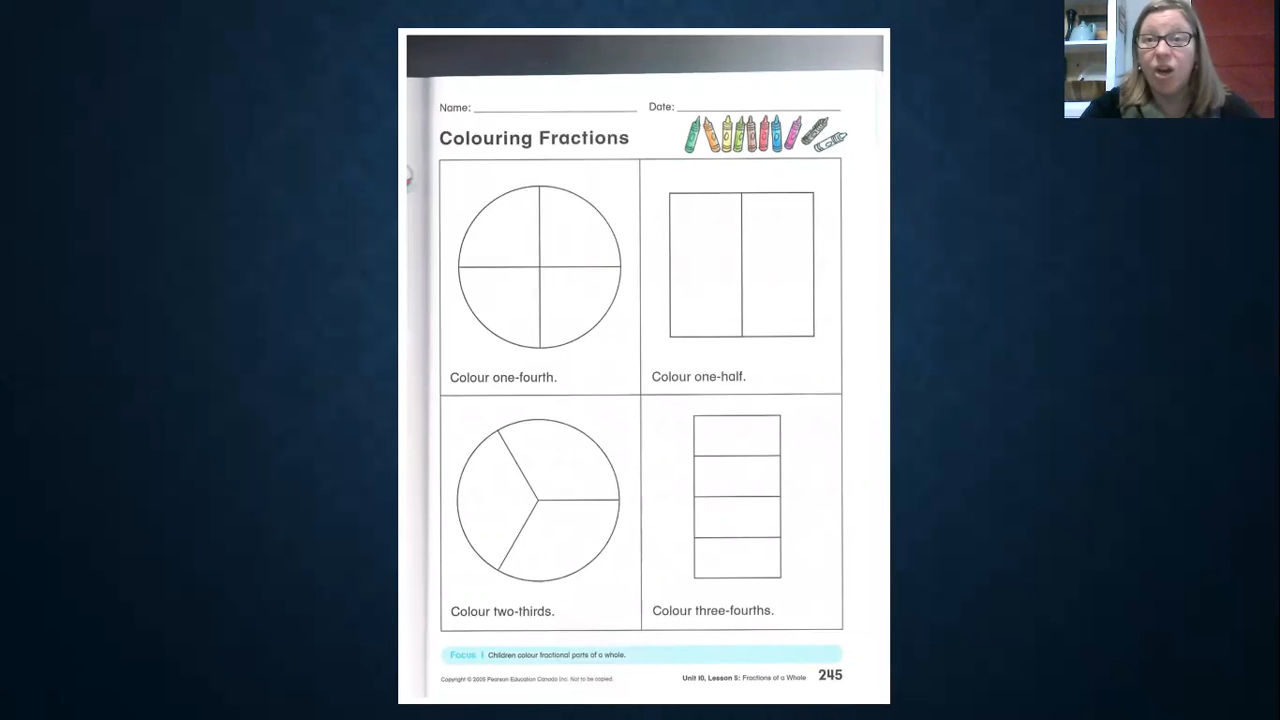 Name: Date:
Colouring Fractions
Colour one-fourth.
Colour one-half.
Colour two-thirds.
Colour three-fourths.
Focus | Children colour fractional parts of a whole.
Copyright © 2005 Pearson Education Canada Inc. Not to be copied.
Unit 10, Lesson 5: Fractions of a Whole 245